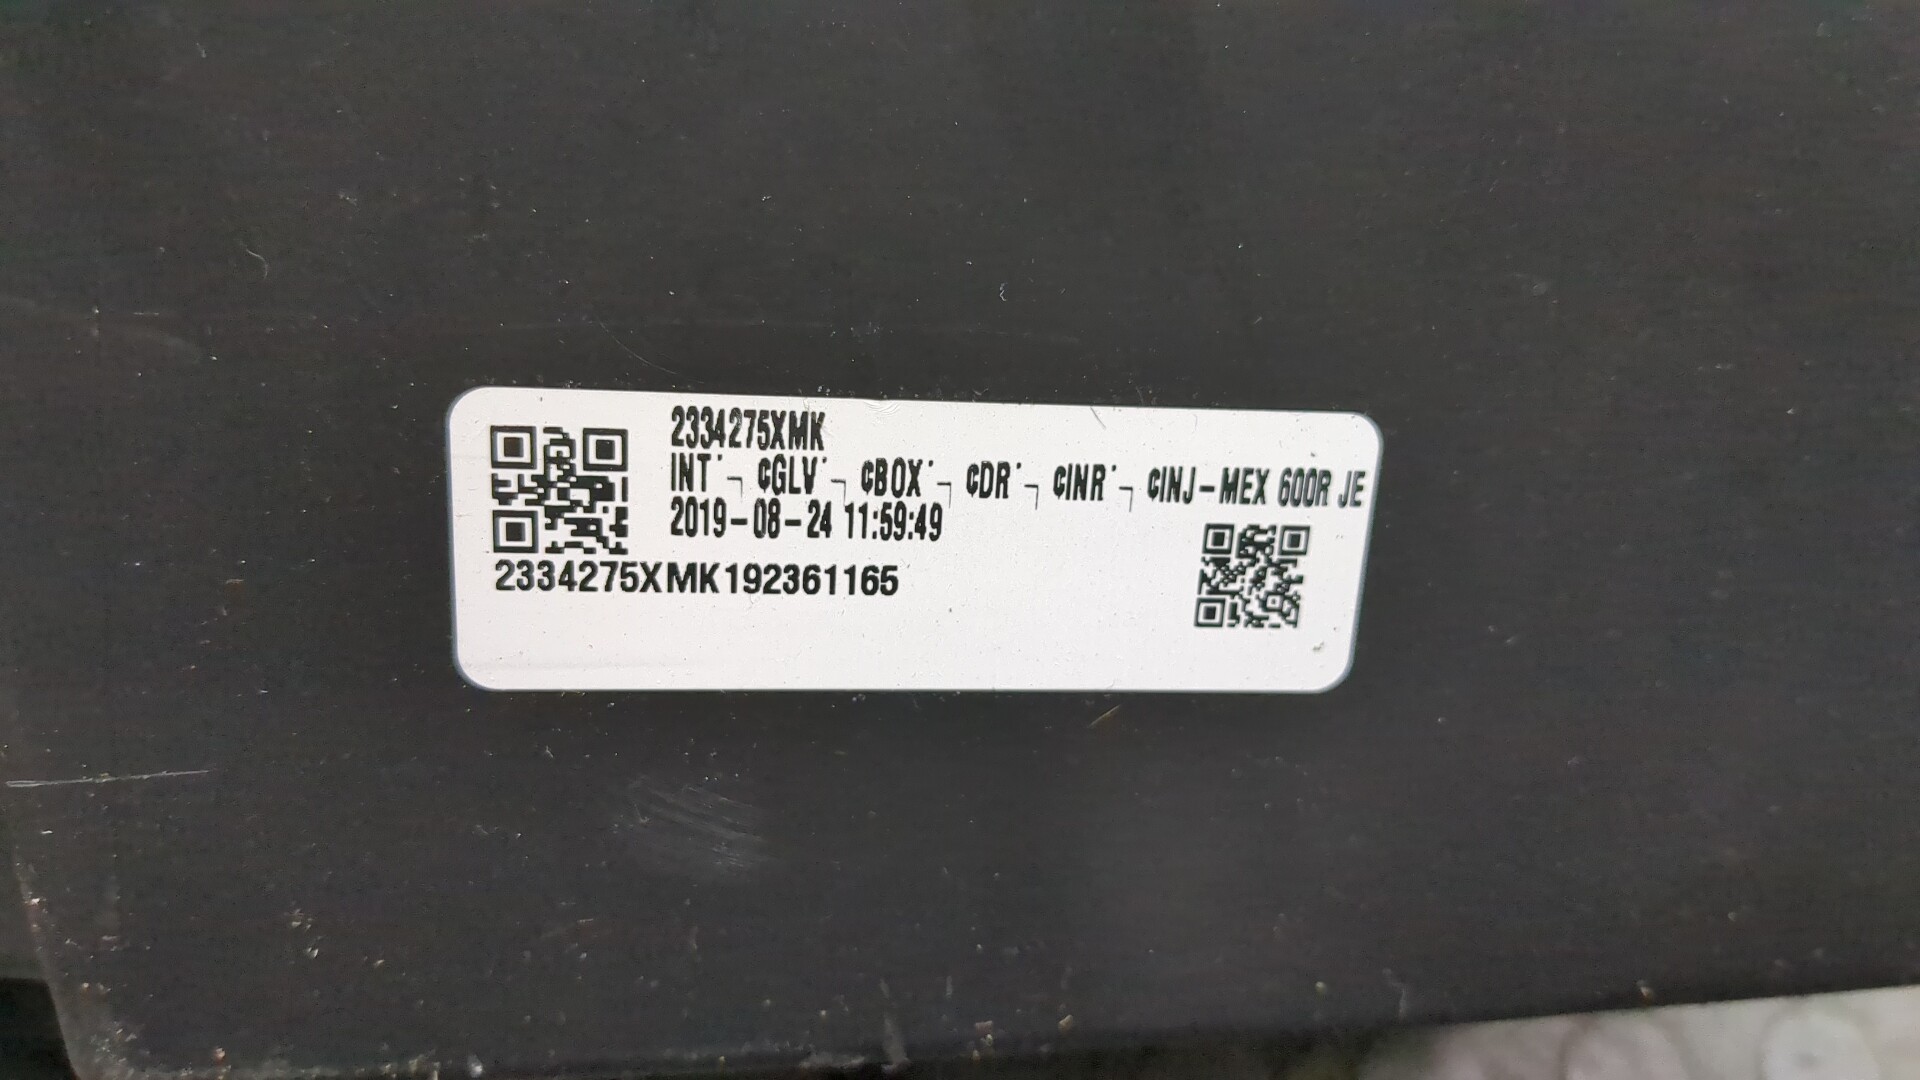 2334275XMK
INT˙¬ ¢GLV˙¬ ¢BOX˙¬ ¢DR˙¬ ¢INR˙¬ ¢INJ-MEX 600R JE
2019-08-24 11:59:49
2334275XMK192361165